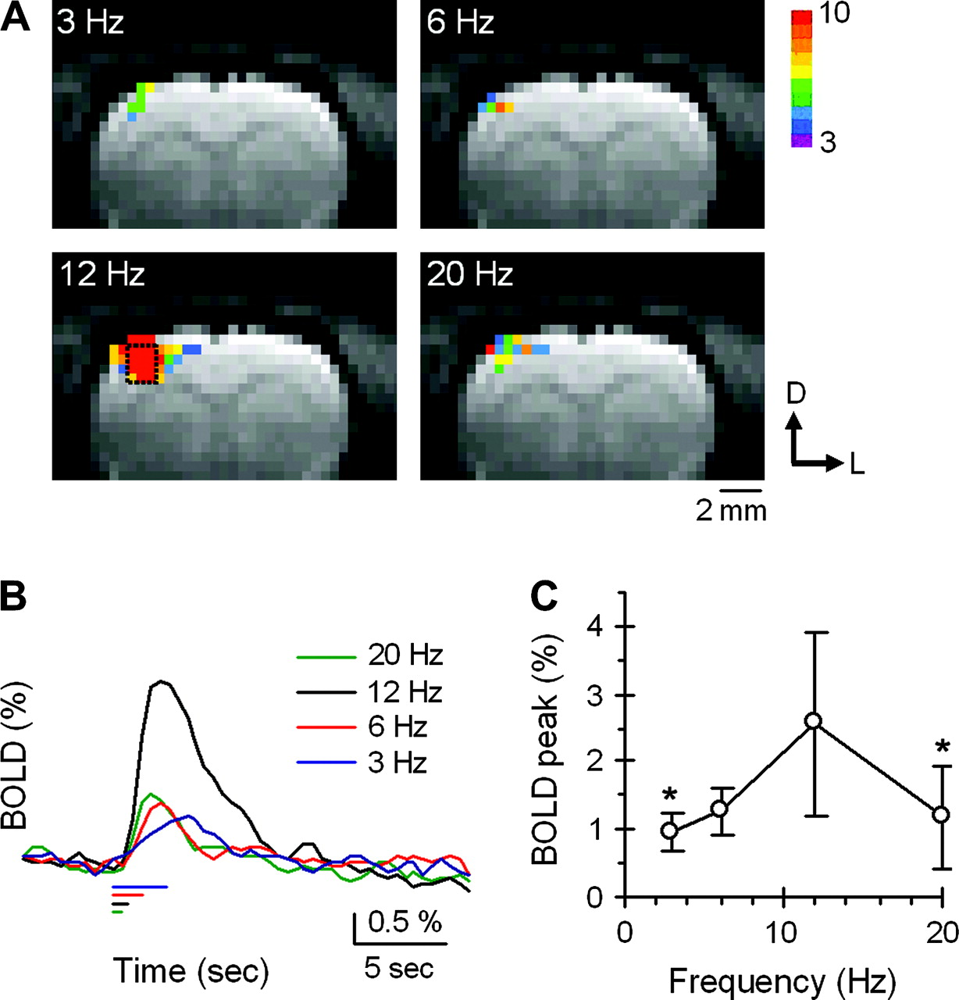 A
3 Hz
6 Hz
10
3
12 Hz
20 Hz
D
L
2 mm
B
20 Hz
12 Hz
6 Hz
3 Hz
BOLD (%)
0.5 %
5 sec
Time (sec)
C
BOLD peak (%)
4
3
2
1
0
*
*
0 10 20
Frequency (Hz)